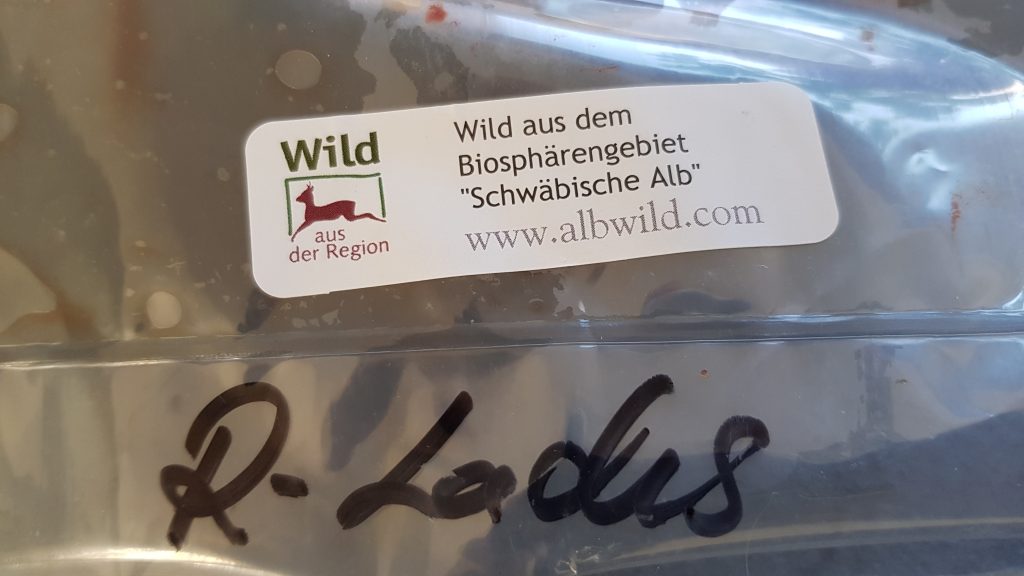 Wild
aus
der Region
Wild aus dem
Biosphärengebiet
"Schwäbische Alb"
www.albwild.com
R-Lachs